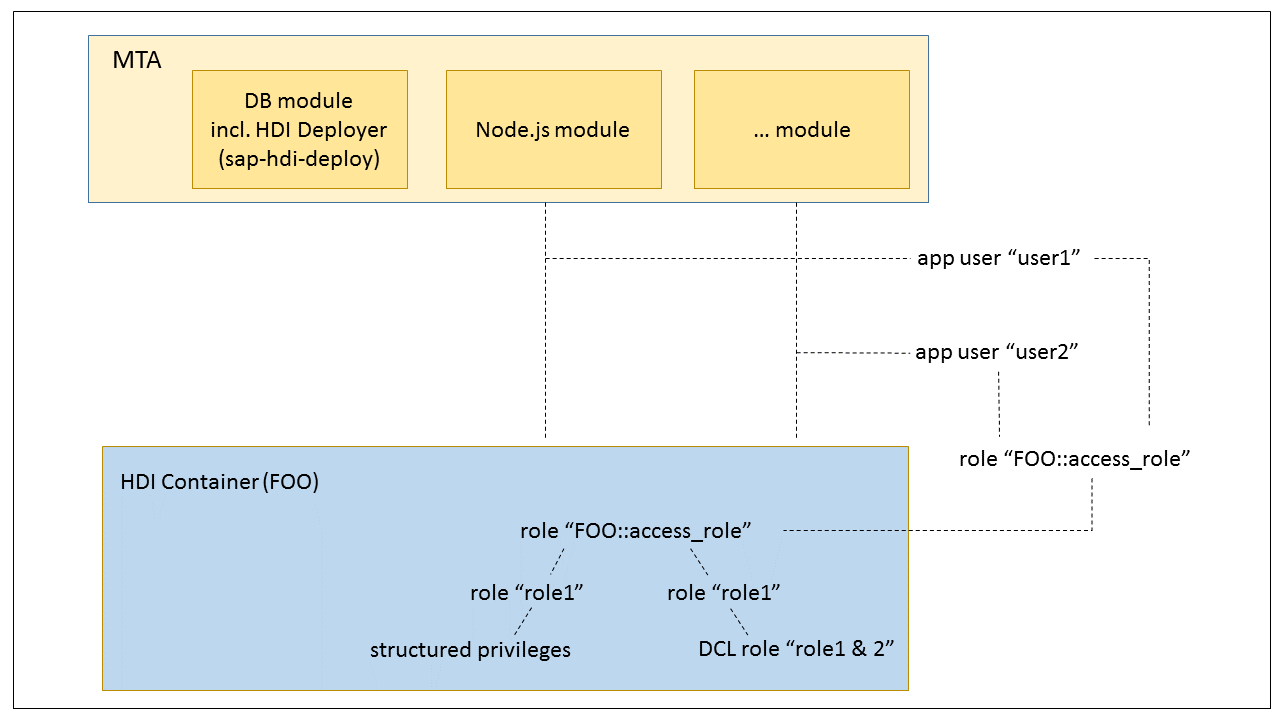 MTA
DB module
incl. HDI Deployer
(sap-hdi-deploy)
Node.js module
... module
app user “user1”
app user “user2”
role “FOO::access_role”
HDI Container (FOO)
role “FOO::access_role”
role “role1”
role “role1”
structured privileges
DCL role “role1 & 2”